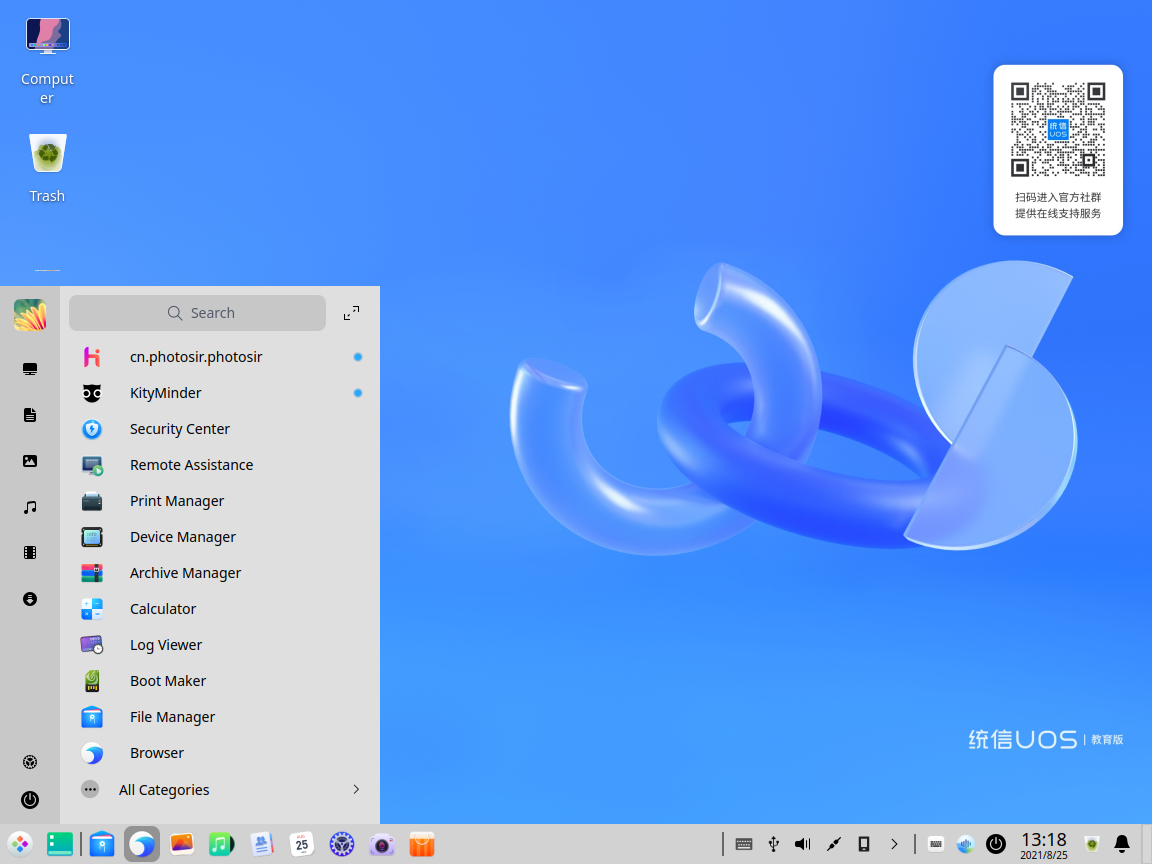 Comput
er
Trash
统信
UOS
扫码进入官方社群
提供在线支持服务
Search
cn.photosir.photosir
KityMinder
Security Center
Remote Assistance
Print Manager
Device Manager
Archive Manager
Calculator
Log Viewer
Boot Maker
File Manager
Browser
All Categories
统信UOS | 教育版
AUG
25
13:18
2021/8/25